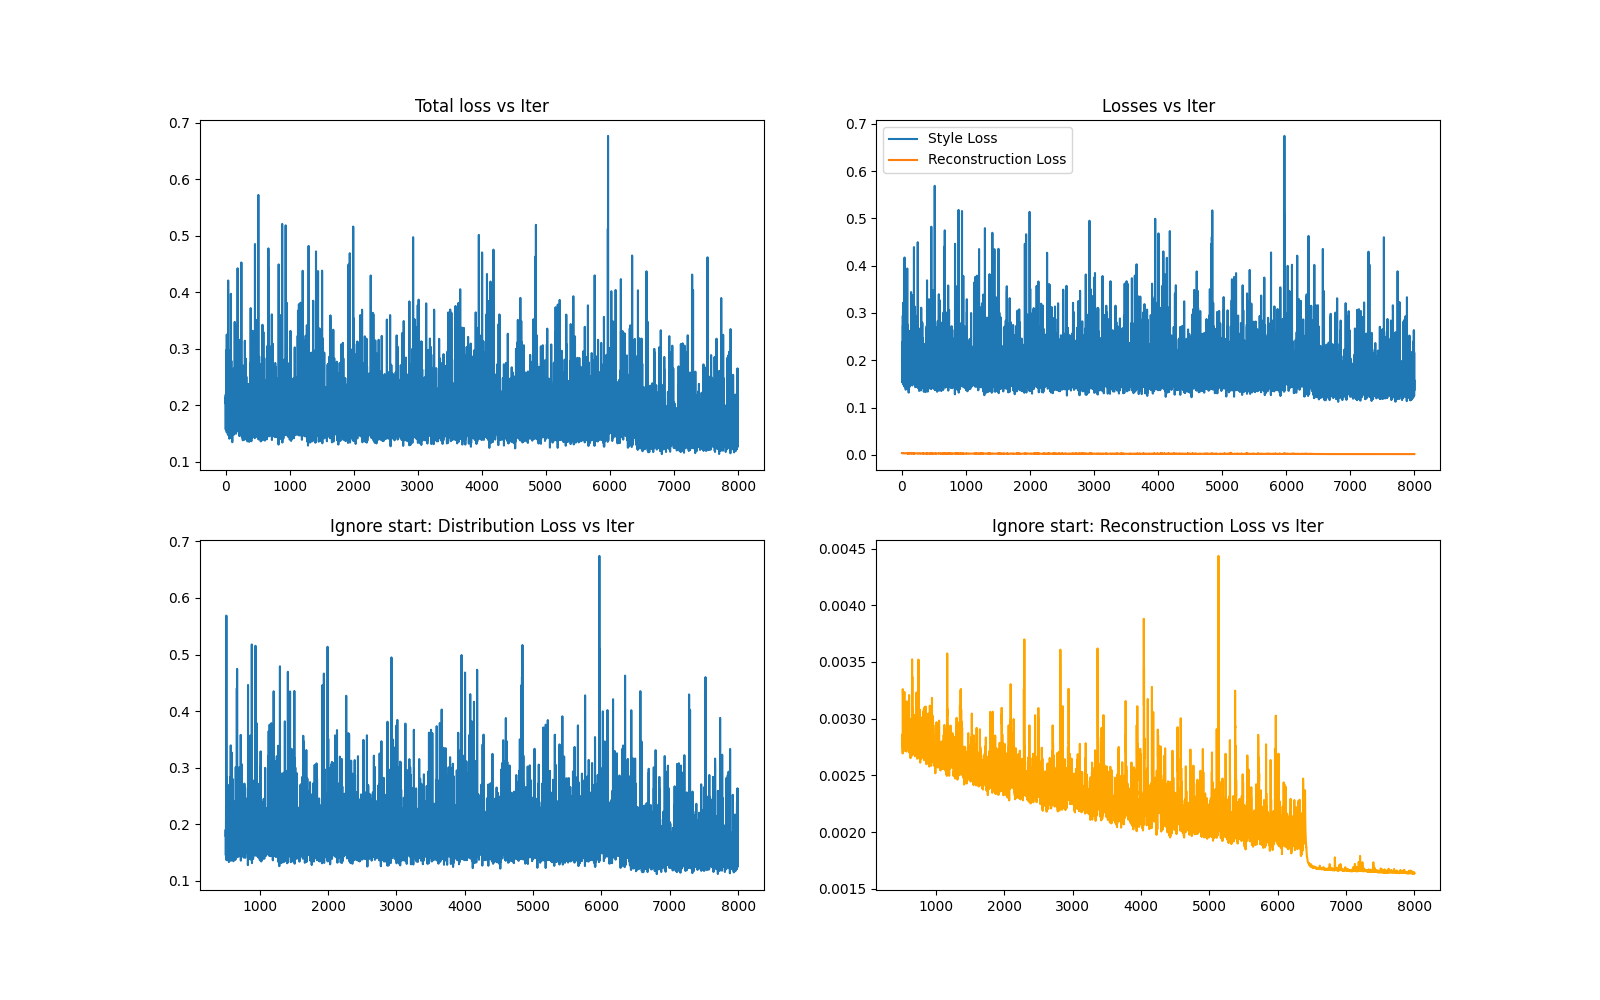 Total loss vs Iter
0.7
0.6
0.5
0.4
0.3
0.2
0.1
0 1000 2000 3000 4000 5000 6000 7000 8000
Losses vs Iter
Style Loss
Reconstruction Loss
0.7
0.6
0.5
0.4
0.3
0.2
0.1
0.0
0 1000 2000 3000 4000 5000 6000 7000 8000
Ignore start: Distribution Loss vs Iter
0.7
0.6
0.5
0.4
0.3
0.2
0.1
1000 2000 3000 4000 5000 6000 7000 8000
Ignore start: Reconstruction Loss vs Iter
0.0045
0.0040
0.0035
0.0030
0.0025
0.0020
0.0015
1000 2000 3000 4000 5000 6000 7000 8000